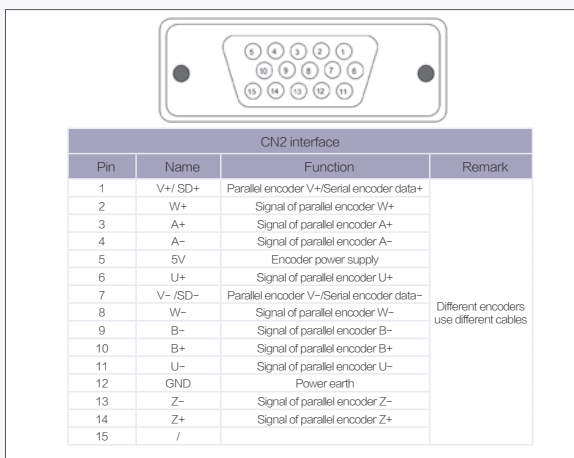 5 4 3 2 1
10 9 8 7 6
15 14 13 12 11
CN2 interface
Pin Name Function Remark
1 V+/ SD+ Parallel encoder V+/Serial encoder data+
2 W+ Signal of parallel encoder W+
3 A+ Signal of parallel encoder A+
4 A− Signal of parallel encoder A−
5 5V Encoder power supply
6 U+ Signal of parallel encoder U+
7 V− /SD− Parallel encoder V−/Serial encoder data−
8 W− Signal of parallel encoder W−
9 B− Signal of parallel encoder B−
10 B+ Signal of parallel encoder B+
11 U− Signal of parallel encoder U−
12 GND Power earth
13 Z− Signal of parallel encoder Z−
14 Z+ Signal of parallel encoder Z+
15 /
Different encoders
use different cables